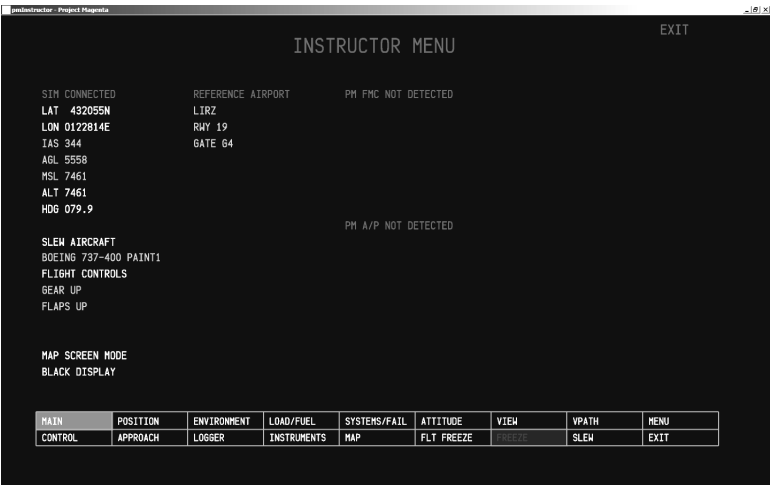 pmInstructor - Project Magenta
EXIT
INSTRUCTOR MENU
SIM CONNECTED
LAT 432055N
LON 0122814E
IAS 344
AGL 5558
MSL 7461
ALT 7461
HDG 079.9
REFERENCE AIRPORT
LIRZ
RWY 19
GATE G4
PM FMC NOT DETECTED
PM A/P NOT DETECTED
SLEW AIRCRAFT
BOEING 737-400 PAINT1
FLIGHT CONTROLS
GEAR UP
FLAPS UP
MAP SCREEN MODE
BLACK DISPLAY
MAIN POSITION ENVIRONMENT LOAD/FUEL SYSTEMS/FAIL ATTITUDE VIEW VPATH MENU
CONTROL APPROACH LOGGER INSTRUMENTS MAP FLT FREEZE FREEZE SLEW EXIT